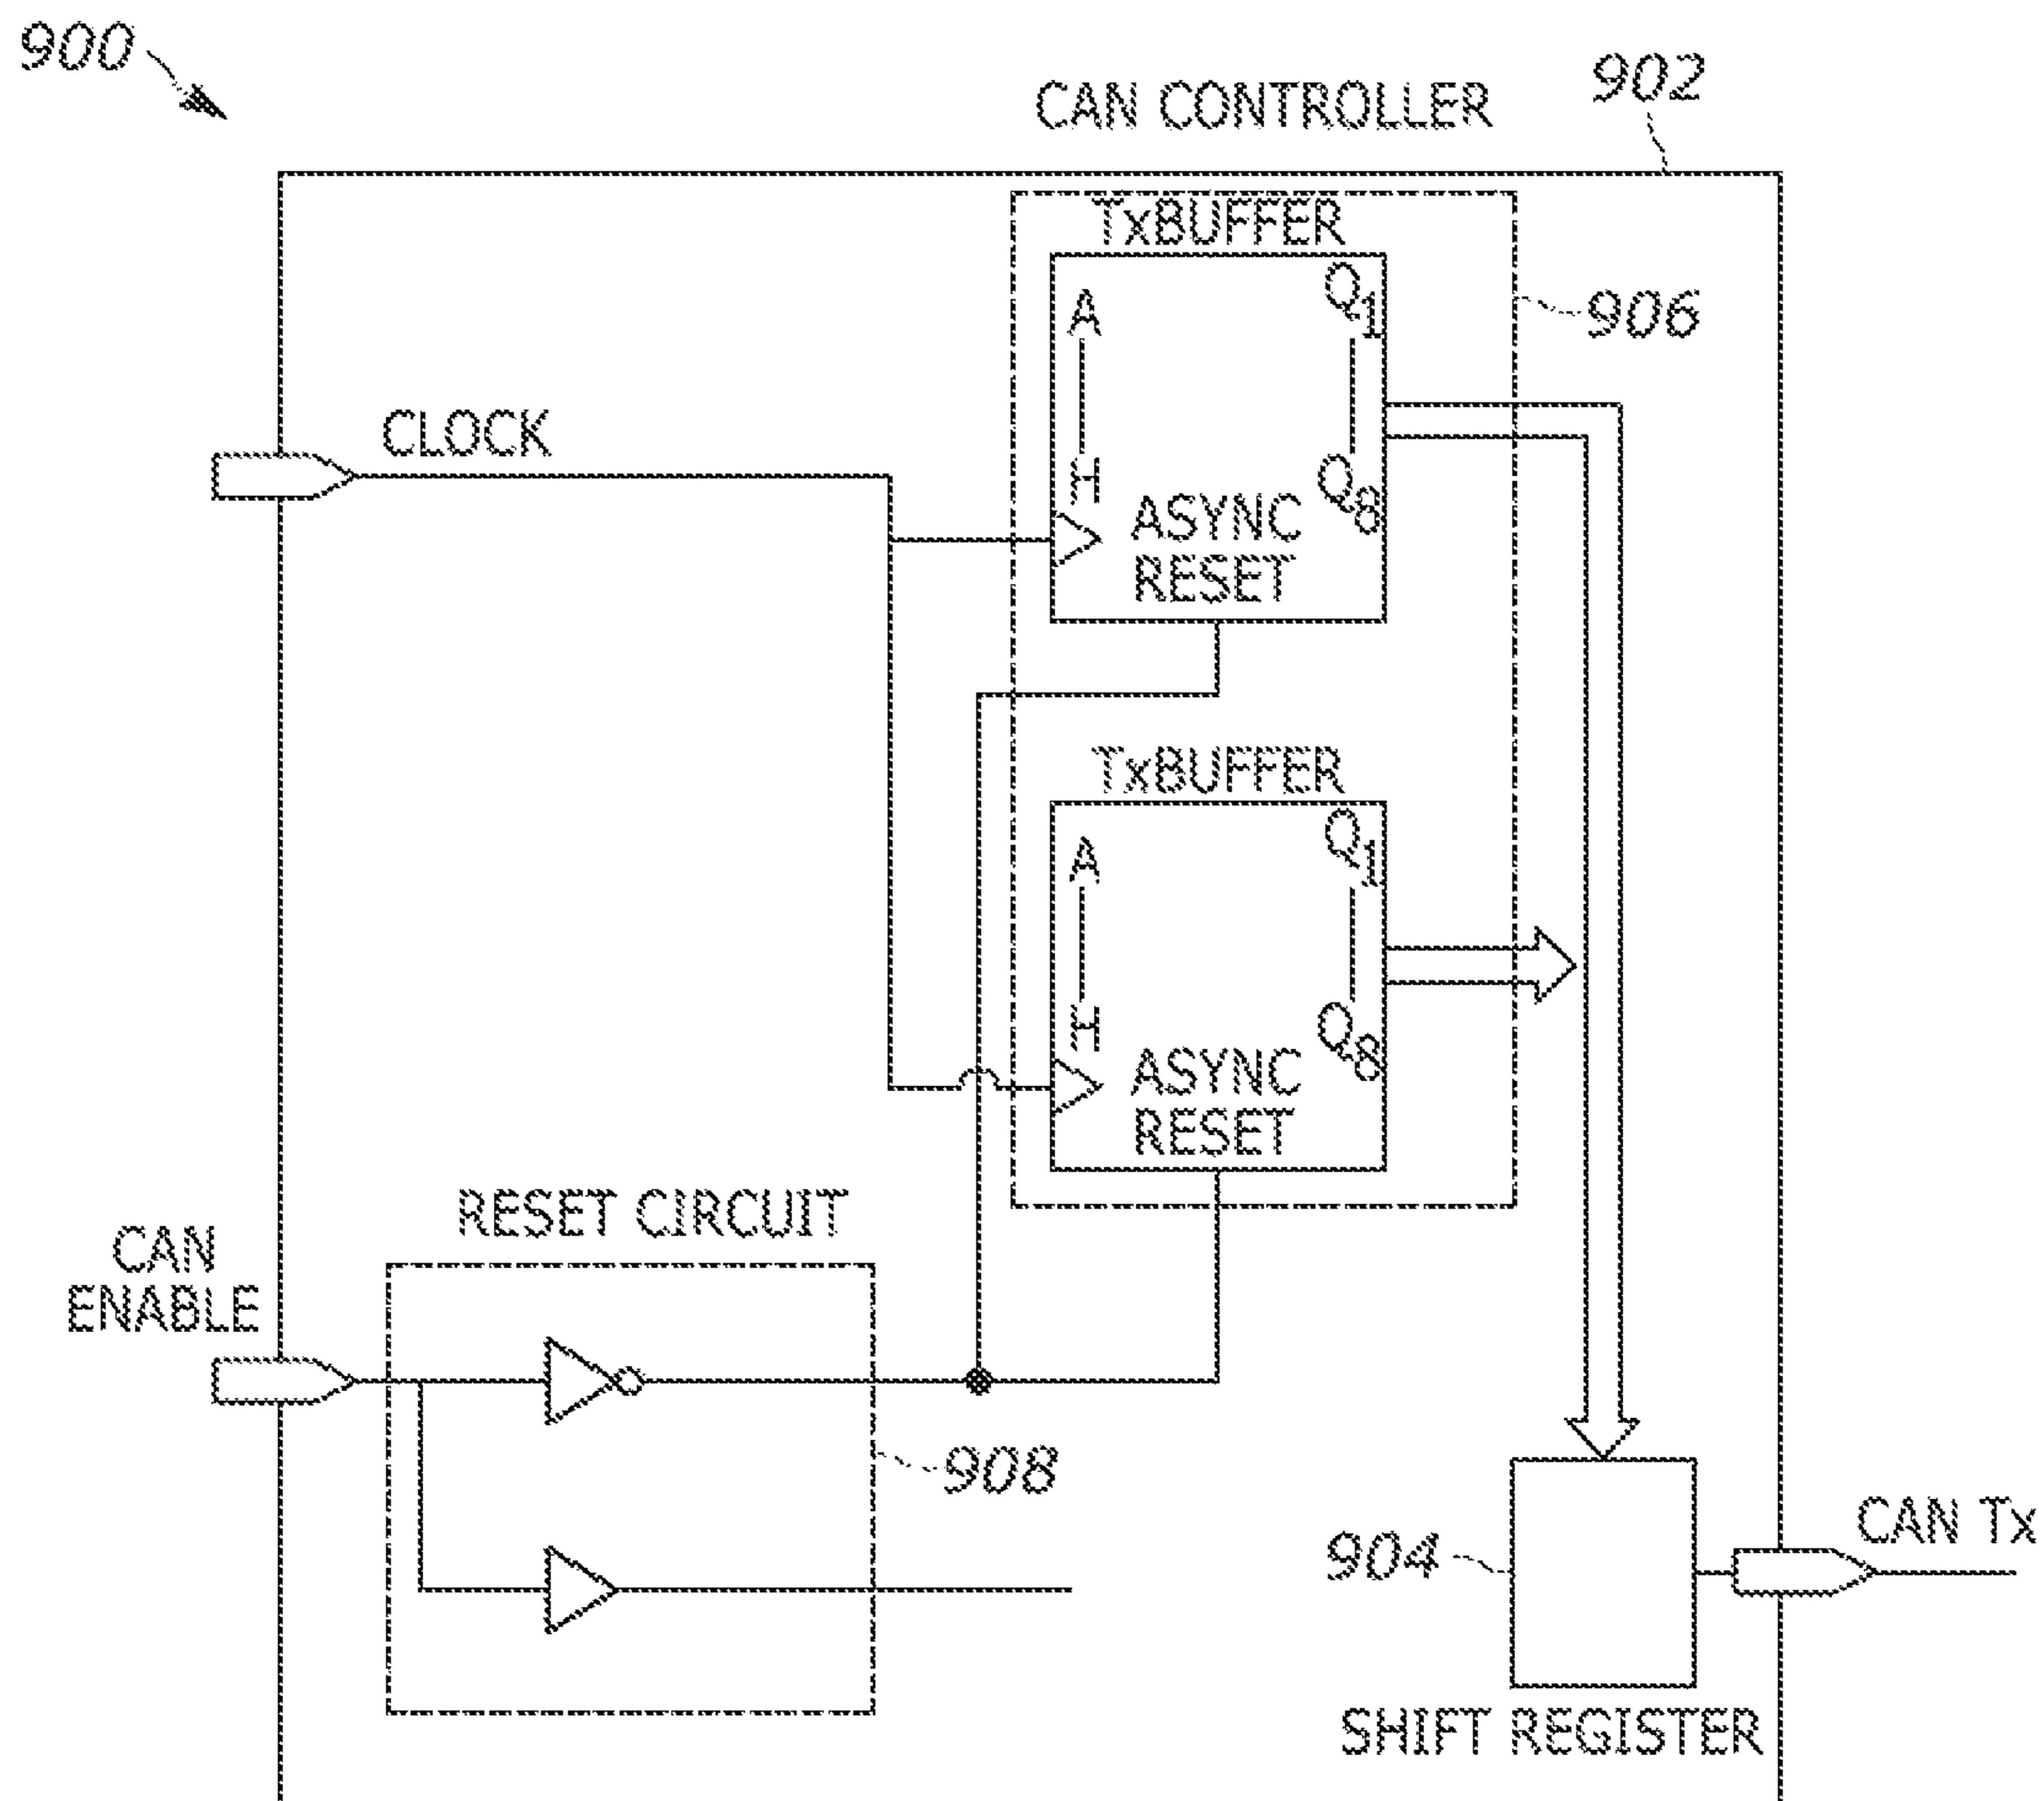 900
902
CAN CONTROLLER
TxBUFFER
A
Q1
906
CLOCK
H
Q8
ASYNC
RESET
TxBUFFER
A
Q1
H
Q8
ASYNC
RESET
RESET CIRCUIT
CAN
ENABLE
908
904
CAN Tx
SHIFT REGISTER